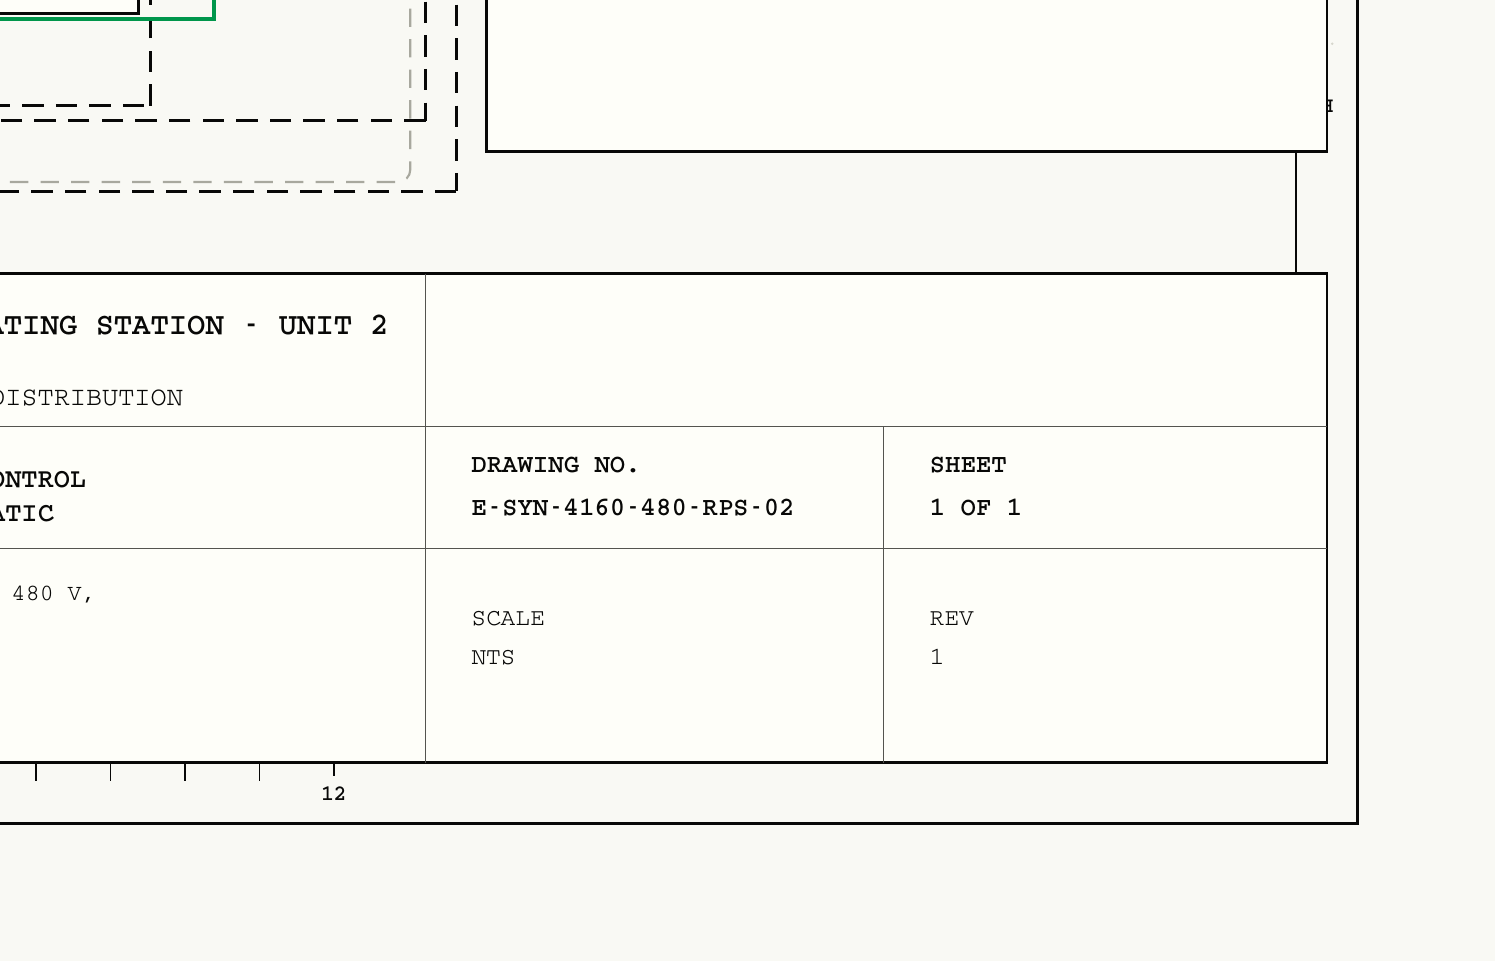 ATING STATION - UNIT 2
DISTRIBUTION
ONTROL
ATIC
DRAWING NO.
E-SYN-4160-480-RPS-02
SHEET
1 OF 1
480 V,
SCALE
NTS
REV
1
12